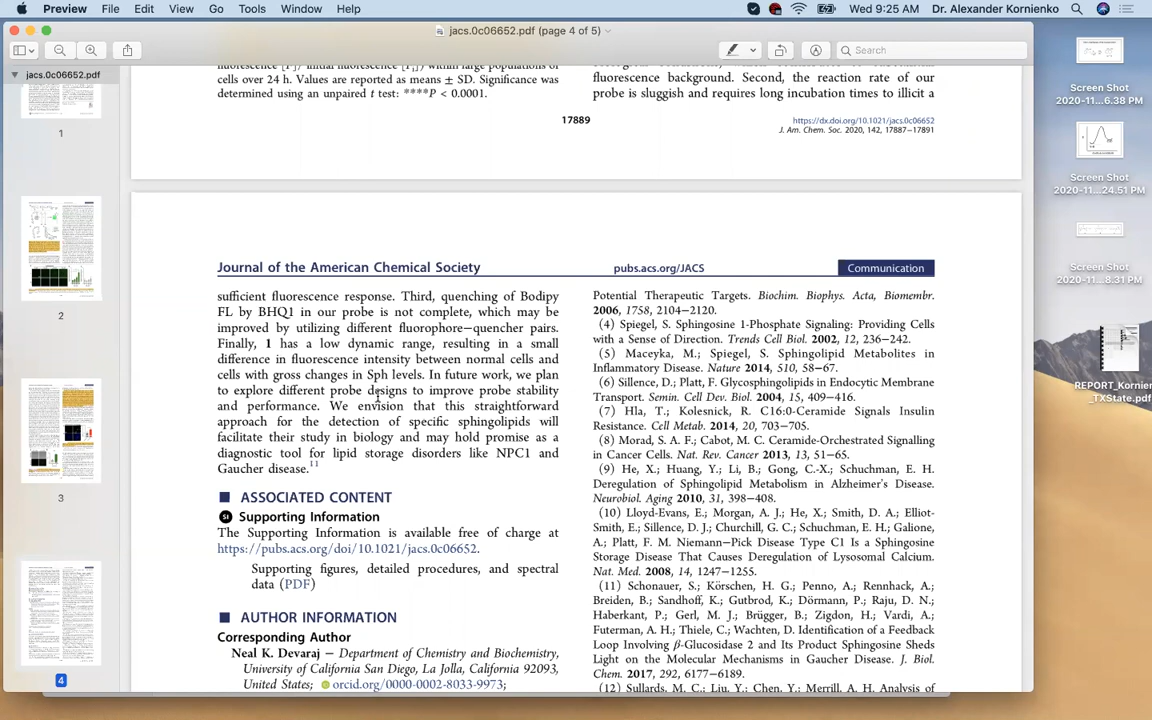 Preview File Edit View Go Tools Window Help Wed 9:25 AM Dr. Alexander Kornienko
jacs.0c06652.pdf (page 4 of 5)
Search
jacs.0c06652.pdf
1
2
3
4
cells over 24 h. Values are reported as means ± SD. Significance was
determined using an unpaired t test: ****P < 0.0001.
fluorescence background. Second, the reaction rate of our
probe is sluggish and requires long incubation times to illicit a
17889
https://dx.doi.org/10.1021/jacs.0c06652
J. Am. Chem. Soc. 2020, 142, 17887−17891
Journal of the American Chemical Society pubs.acs.org/JACS Communication
sufficient fluorescence response. Third, quenching of Bodipy
FL by BHQ1 in our probe is not complete, which may be
improved by utilizing different fluorophore−quencher pairs.
Finally, 1 has a low dynamic range, resulting in a small
difference in fluorescence intensity between normal cells and
cells with gross changes in Sph levels. In future work, we plan
to explore different probe designs to improve probe stability
and performance. We envision that this straightforward
approach for the detection of specific sphingolipids will
facilitate their study in biology and may hold promise as a
diagnostic tool for lipid storage disorders like NPC1 and
Gaucher disease.11
■ ASSOCIATED CONTENT
SI Supporting Information
The Supporting Information is available free of charge at
https://pubs.acs.org/doi/10.1021/jacs.0c06652.
Supporting figures, detailed procedures, and spectral
data (PDF)
■ AUTHOR INFORMATION
Corresponding Author
Neal K. Devaraj − Department of Chemistry and Biochemistry,
University of California San Diego, La Jolla, California 92093,
United States; orcid.org/0000-0002-8033-9973;
Potential Therapeutic Targets. Biochim. Biophys. Acta, Biomembr.
2006, 1758, 2104−2120.
(4) Spiegel, S. Sphingosine 1-Phosphate Signaling: Providing Cells
with a Sense of Direction. Trends Cell Biol. 2002, 12, 236−242.
(5) Maceyka, M.; Spiegel, S. Sphingolipid Metabolites in
Inflammatory Disease. Nature 2014, 510, 58−67.
(6) Sillence, D.; Platt, F. Glycosphingolipids in Endocytic Membrane
Transport. Semin. Cell Dev. Biol. 2004, 15, 409−416.
(7) Hla, T.; Kolesnick, R. C16:0-Ceramide Signals Insulin
Resistance. Cell Metab. 2014, 20, 703−705.
(8) Morad, S. A. F.; Cabot, M. C. Ceramide-Orchestrated Signalling
in Cancer Cells. Nat. Rev. Cancer 2013, 13, 51−65.
(9) He, X.; Huang, Y.; Li, B.; Gong, C.-X.; Schuchman, E. H.
Deregulation of Sphingolipid Metabolism in Alzheimer's Disease.
Neurobiol. Aging 2010, 31, 398−408.
(10) Lloyd-Evans, E.; Morgan, A. J.; He, X.; Smith, D. A.; Elliot-
Smith, E.; Sillence, D. J.; Churchill, G. C.; Schuchman, E. H.; Galione,
A.; Platt, F. M. Niemann−Pick Disease Type C1 Is a Sphingosine
Storage Disease That Causes Deregulation of Lysosomal Calcium.
Nat. Med. 2008, 14, 1247−1255.
(11) Schonauer, S.; Körschen, H. G.; Penno, A.; Rennhack, A.;
Breiden, B.; Sandhoff, K.; Gutbrod, K.; Dörmann, P.; Raju, D. N.;
Haberkant, P.; Gerl, M. J.; Brügger, B.; Zigdon, H.; Vardi, A.;
Futerman, A. H.; Thiele, C.; Wachten, D. Identification of a Feedback
Loop Involving β-Glucosidase 2 and Its Product Sphingosine Sheds
Light on the Molecular Mechanisms in Gaucher Disease. J. Biol.
Chem. 2017, 292, 6177−6189.
(12) Sullards, M. C.; Liu, Y.; Chen, Y.; Merrill, A. H. Analysis of
Screen Shot
2020-11...6.38 PM
Screen Shot
2020-11...24.51 PM
Screen Shot
2020-11...8.31 PM
REPORT_Kornier
_TXState.pdf